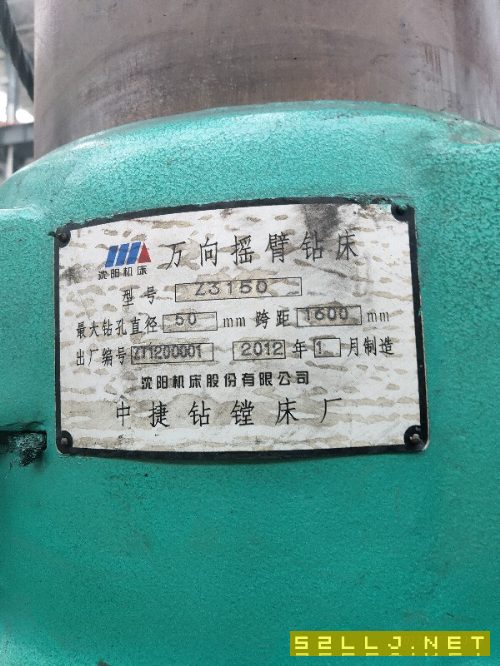 万向摇臂钻床
沈阳机床
型号 Z3150
最大钻孔直径 50 mm 跨距 1600 mm
出厂编号 ZT1200001 2012 年 1 月制造
沈阳机床股份有限公司
中捷钻镗床厂
52LLJ.NET